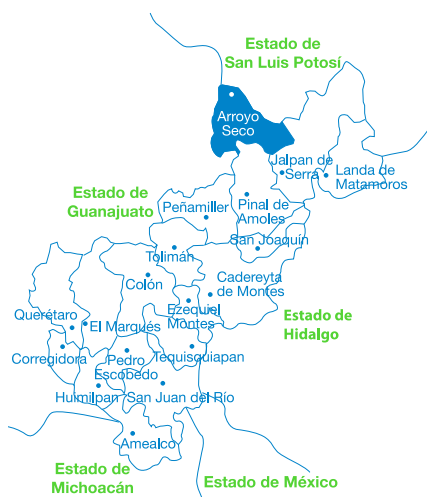 Estado de
San Luis Potosí
Arroyo
Seco
Jalpan de
Serra
Landa de
Matamoros
Estado de
Guanajuato
Peñamiller
Pinal de
Amoles
San Joaquín
Tolimán
Colón
Cadereyta
de Montes
Ezequiel
Montes
Estado de
Hidalgo
Querétaro
El Marqués
Corregidora
Pedro
Escobedo
Tequisquiapan
Huimilpan
San Juan del Río
Amealco
Estado de
Michoacán
Estado de México